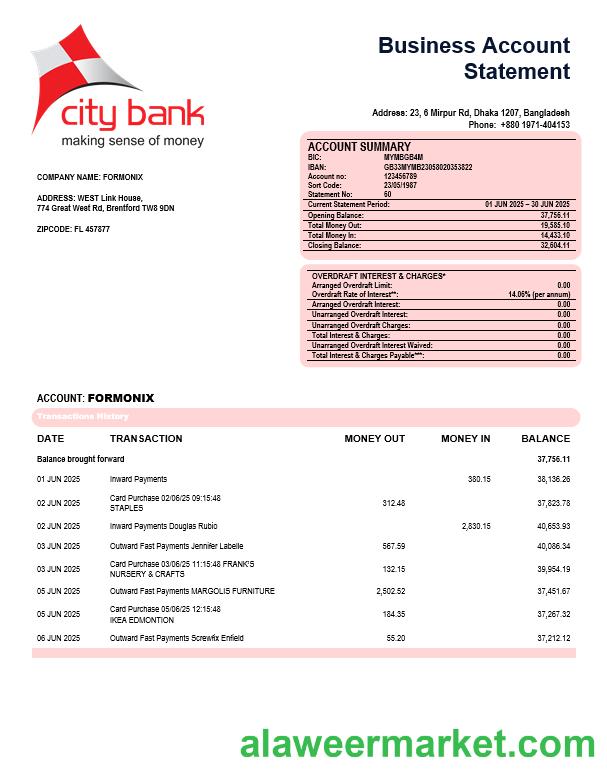 city bank
making sense of money
Business Account
Statement
Address: 23, 6 Mirpur Rd, Dhaka 1207, Bangladesh
Phone: +880 1971-404153
COMPANY NAME: FORMONIX
ADDRESS: WEST Link House,
774 Great West Rd, Brentford TW8 9DN
ZIPCODE: FL 457877
ACCOUNT SUMMARY
BIC: MYMBGB4M
IBAN: GB33MYMB23058020353822
Account no: 123456789
Sort Code: 23/05/1987
Statement No: 60
Current Statement Period: 01 JUN 2025 – 30 JUN 2025
Opening Balance: 37,756.11
Total Money Out: 19,585.10
Total Money In: 14,433.10
Closing Balance: 32,604.11
OVERDRAFT INTEREST & CHARGES*
Arranged Overdraft Limit: 0.00
Overdraft Rate of Interest**: 14.06% (per annum)
Arranged Overdraft Interest: 0.00
Unarranged Overdraft Interest: 0.00
Unarranged Overdraft Charges: 0.00
Total Interest & Charges: 0.00
Unarranged Overdraft Interest Waived: 0.00
Total Interest & Charges Payable***: 0.00
ACCOUNT: FORMONIX
Transactions History
DATE TRANSACTION MONEY OUT MONEY IN BALANCE
Balance brought forward 37,756.11
01 JUN 2025 Inward Payments 380.15 38,136.26
02 JUN 2025 Card Purchase 02/06/25 09:15:48 312.48 37,823.78
STAPLES
02 JUN 2025 Inward Payments Douglas Rubio 2,830.15 40,653.93
03 JUN 2025 Outward Fast Payments Jennifer Labelle 567.59 40,086.34
03 JUN 2025 Card Purchase 03/06/25 11:15:48 FRANK'S 132.15 39,954.19
NURSERY & CRAFTS
05 JUN 2025 Outward Fast Payments MARGOLIS FURNITURE 2,502.52 37,451.67
05 JUN 2025 Card Purchase 05/06/25 12:15:48 184.35 37,267.32
IKEA EDMONTION
06 JUN 2025 Outward Fast Payments Screwfix Enfield 55.20 37,212.12
alaweermarket.com